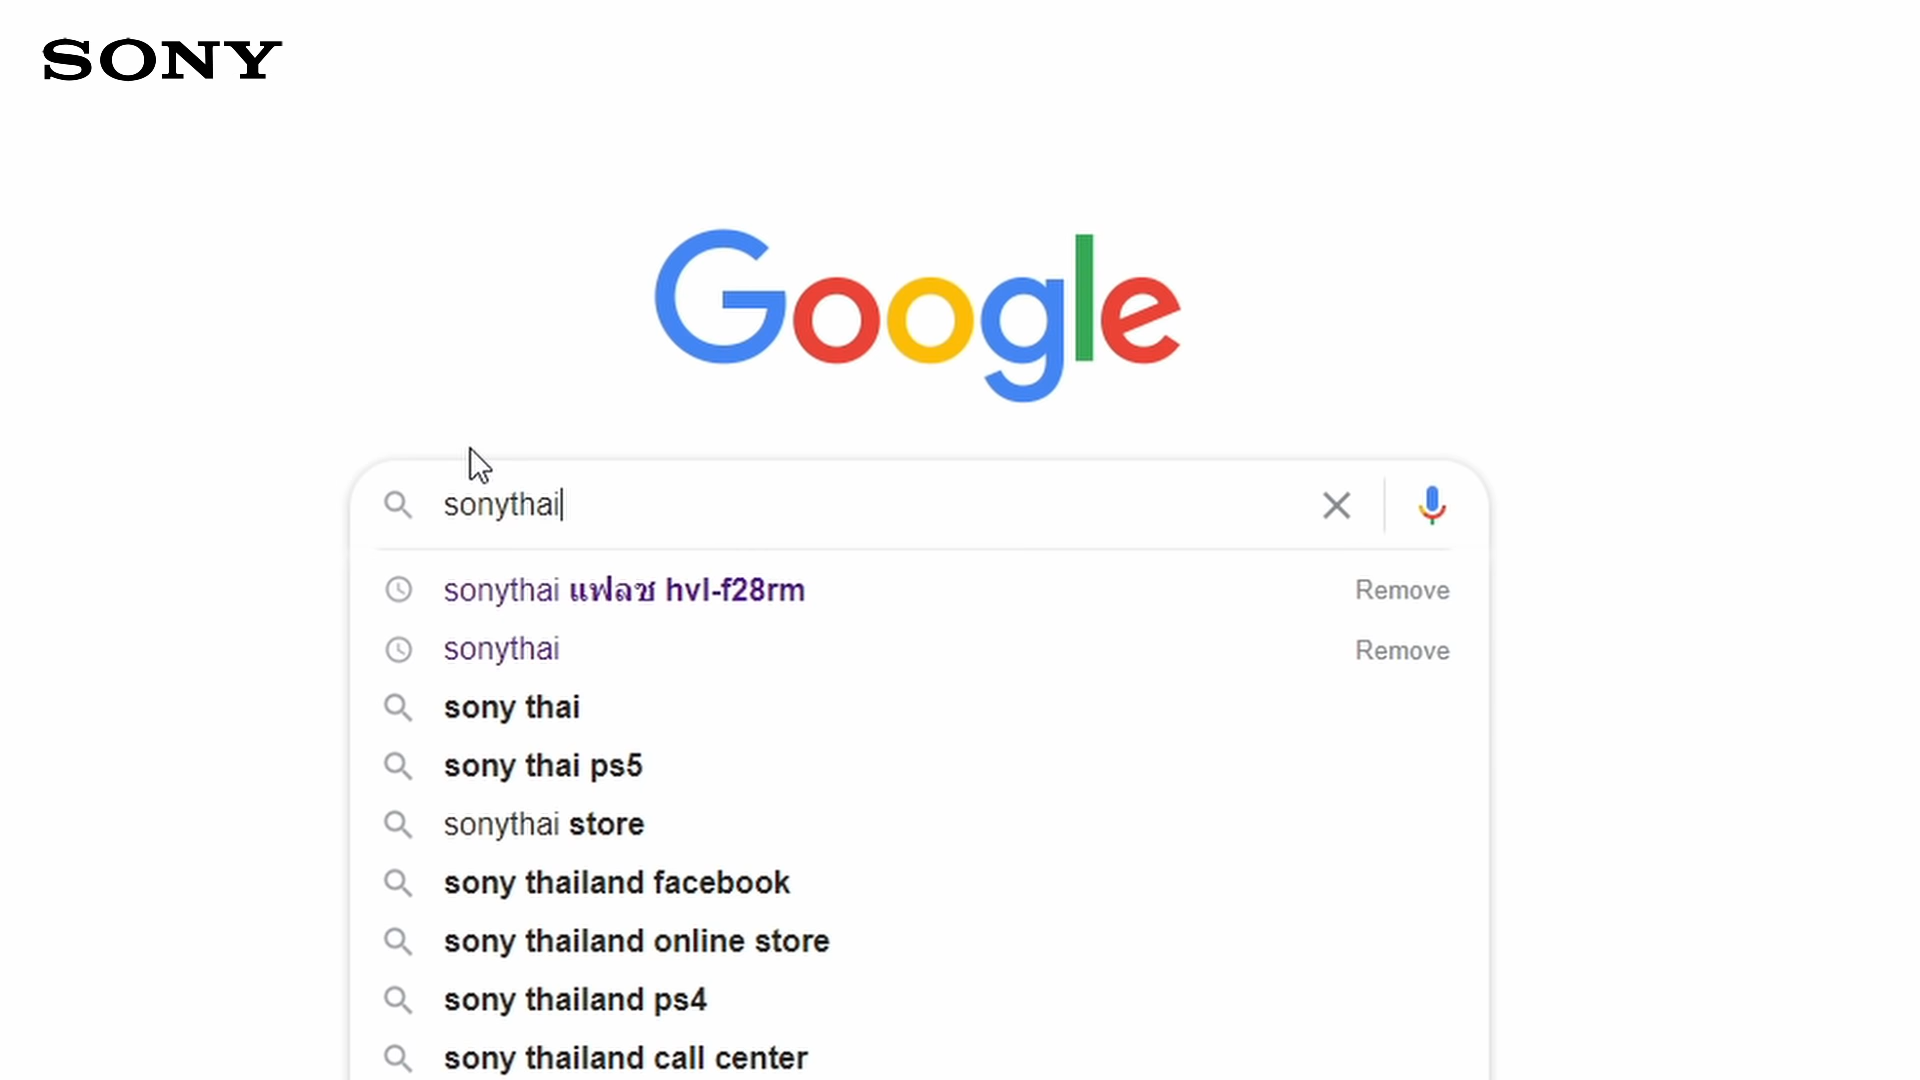 SONY
Google
sonythai
sonythai แฟลช hvl-f28rm
Remove
sonythai
Remove
sony thai
sony thai ps5
sonythai store
sony thailand facebook
sony thailand online store
sony thailand ps4
sony thailand call center